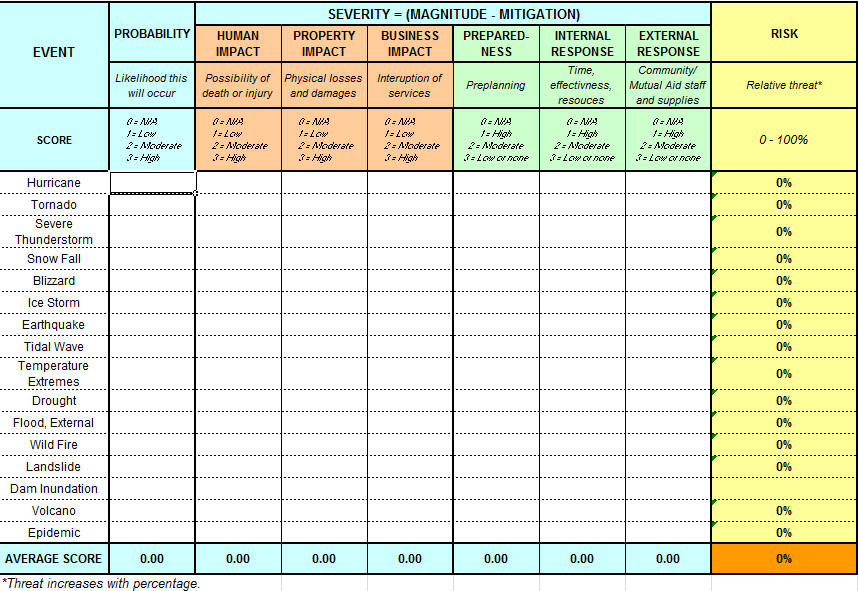 SEVERITY = (MAGNITUDE - MITIGATION)
EVENT
PROBABILITY
HUMAN
IMPACT
PROPERTY
IMPACT
BUSINESS
IMPACT
PREPARED-
NESS
INTERNAL
RESPONSE
EXTERNAL
RESPONSE
RISK
Likelihood this
will occur
Possibility of
death or injury
Physical losses
and damages
Interuption of
services
Preplanning
Time,
effectivness,
resouces
Community/
Mutual Aid staff
and supplies
Relative threat*
SCORE
0 = N/A
1 = Low
2 = Moderate
3 = High
0 = N/A
1 = Low
2 = Moderate
3 = High
0 = N/A
1 = Low
2 = Moderate
3 = High
0 = N/A
1 = Low
2 = Moderate
3 = High
0 = N/A
1 = High
2 = Moderate
3 = Low or none
0 = N/A
1 = High
2 = Moderate
3 = Low or none
0 = N/A
1 = High
2 = Moderate
3 = Low or none
0 - 100%
Hurricane 0%
Tornado 0%
Severe
Thunderstorm 0%
Snow Fall 0%
Blizzard 0%
Ice Storm 0%
Earthquake 0%
Tidal Wave 0%
Temperature
Extremes 0%
Drought 0%
Flood, External 0%
Wild Fire 0%
Landslide 0%
Dam Inundation
Volcano 0%
Epidemic 0%
AVERAGE SCORE 0.00 0.00 0.00 0.00 0.00 0.00 0.00 0%
*Threat increases with percentage.